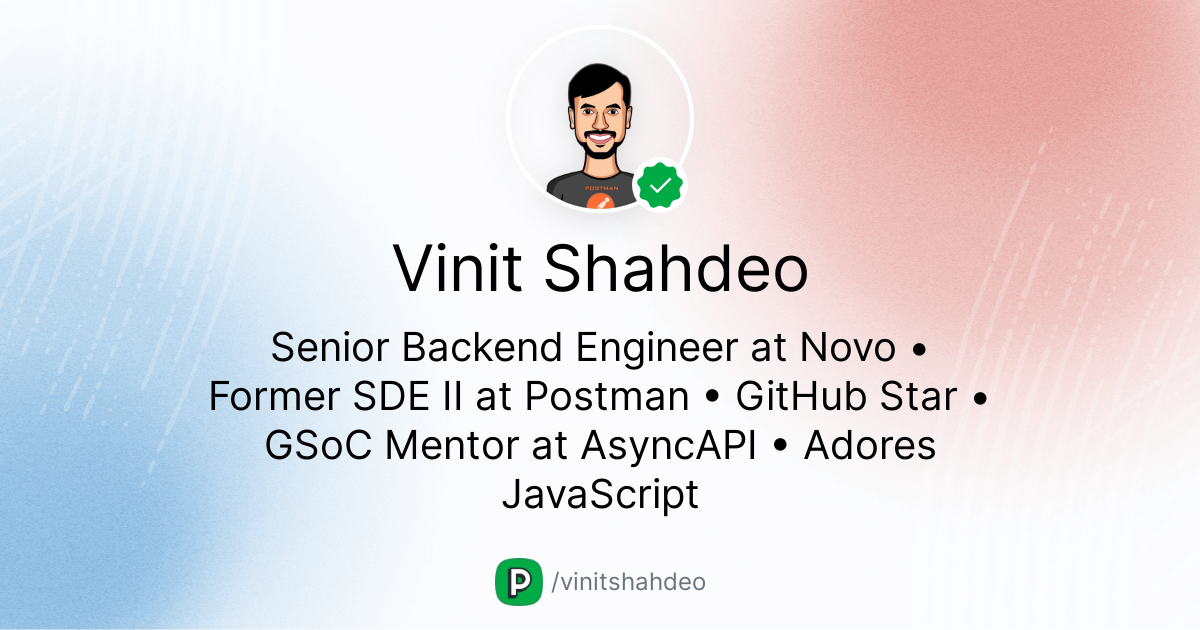 POSTMAN
Vinit Shahdeo
Senior Backend Engineer at Novo •
Former SDE II at Postman • GitHub Star •
GSoC Mentor at AsyncAPI • Adores
JavaScript
P /vinitshahdeo